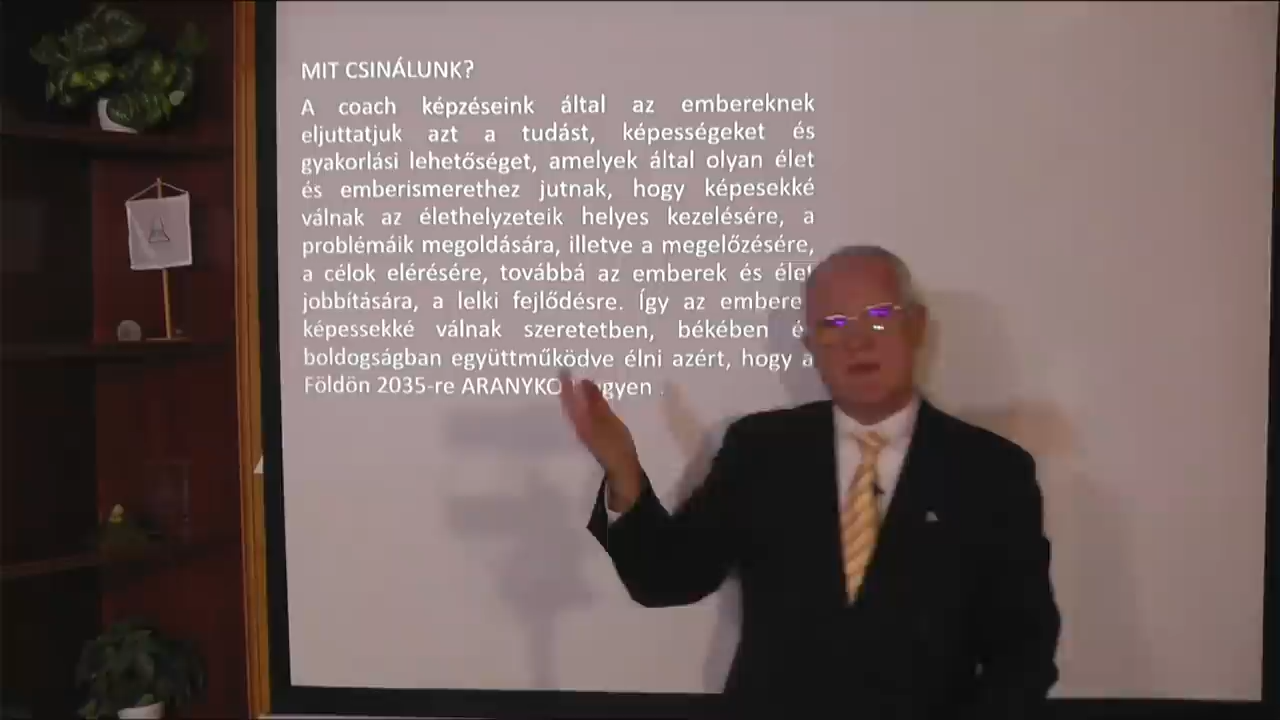 MIT CSINÁLUNK?
A coach képzéseink által az embereknek
eljuttatjuk azt a tudást, képességeket és
gyakorlási lehetőséget, amelyek által olyan élet
és emberismerethez jutnak, hogy képesekké
válnak az élethelyzeteik helyes kezelésére, a
problémáik megoldására, illetve a megelőzésére,
a célok elérésére, továbbá az emberek és élet
jobbítására, a lelki fejlődésre. Így az embere
képessekké válnak szeretetben, békében é
boldogságban együttműködve élni azért, hogy a
Földön 2035-re ARANYKO gyen .